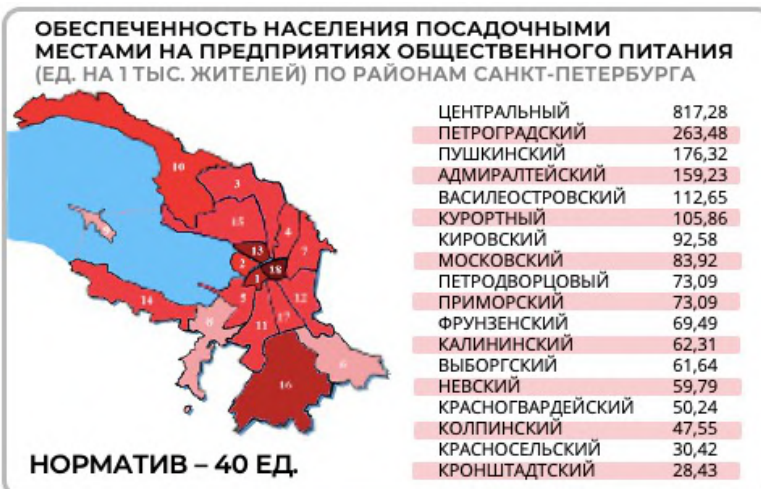 ОБЕСПЕЧЕННОСТЬ НАСЕЛЕНИЯ ПОСАДОЧНЫМИ
МЕСТАМИ НА ПРЕДПРИЯТИЯХ ОБЩЕСТВЕННОГО ПИТАНИЯ
(ЕД. НА 1 ТЫС. ЖИТЕЛЕЙ) ПО РАЙОНАМ САНКТ-ПЕТЕРБУРГА
ЦЕНТРАЛЬНЫЙ 817,28
ПЕТРОГРАДСКИЙ 263,48
ПУШКИНСКИЙ 176,32
АДМИРАЛТЕЙСКИЙ 159,23
ВАСИЛЕОСТРОВСКИЙ 112,65
КУРОРТНЫЙ 105,86
КИРОВСКИЙ 92,58
МОСКОВСКИЙ 83,92
ПЕТРОДВОРЦОВЫЙ 73,09
ПРИМОРСКИЙ 73,09
ФРУНЗЕНСКИЙ 69,49
КАЛИНИНСКИЙ 62,31
ВЫБОРГСКИЙ 61,64
НЕВСКИЙ 59,79
КРАСНОГВАРДЕЙСКИЙ 50,24
КОЛПИНСКИЙ 47,55
КРАСНОСЕЛЬСКИЙ 30,42
КРОНШТАДТСКИЙ 28,43
10
3
15
4
7
13
2
1
18
14
5
12
8
11
17
6
16
НОРМАТИВ – 40 ЕД.